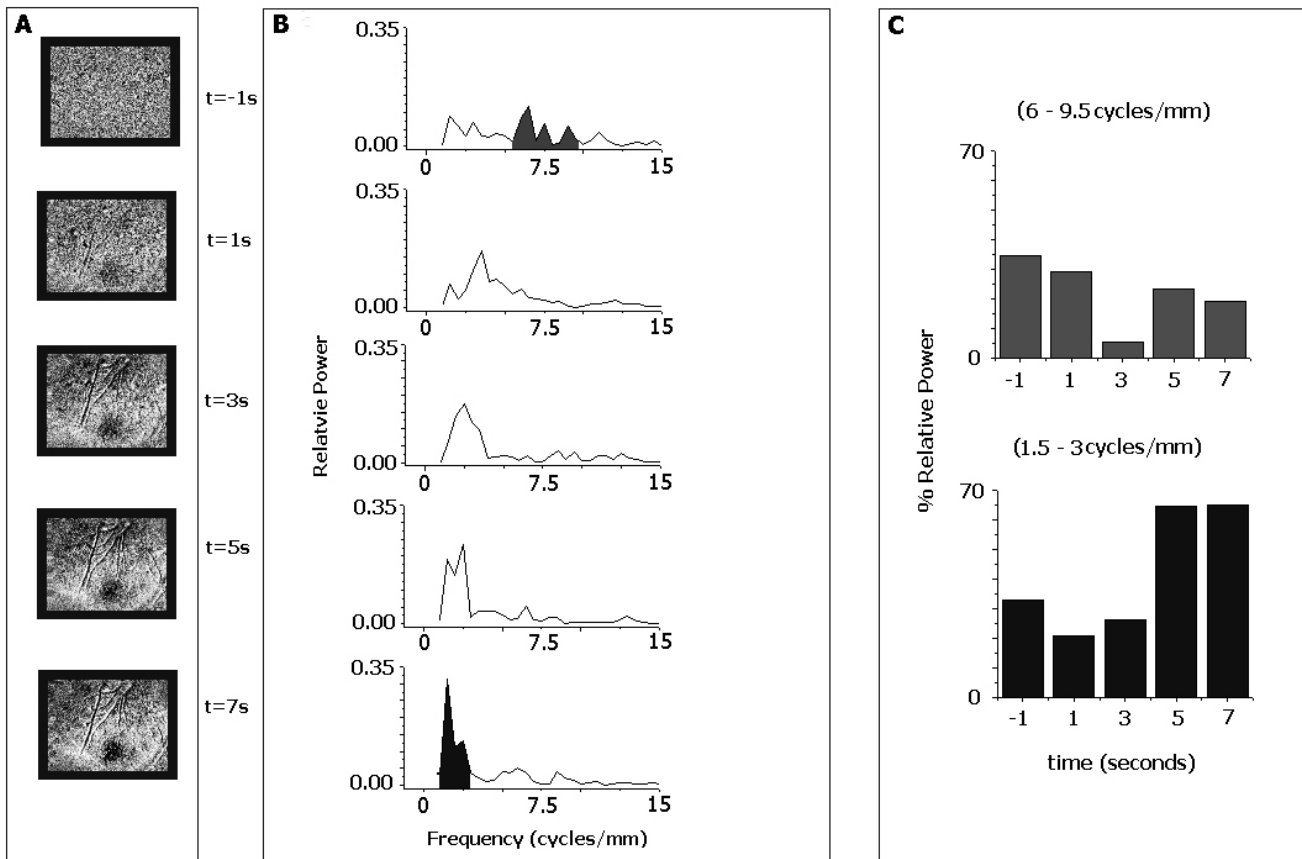 A
t=-1s
t=1s
t=3s
t=5s
t=7s
B
Relatvie Power
0.35
0.00
0 7.5 15
0.35
0.00
0 7.5 15
0.35
0.00
0 7.5 15
0.35
0.00
0 7.5 15
0.35
0.00
0 7.5 15
Frequency (cycles/mm)
C
% Relative Power
(6 - 9.5 cycles/mm)
70
0
-1 1 3 5 7
(1.5 - 3 cycles/mm)
70
0
-1 1 3 5 7
time (seconds)